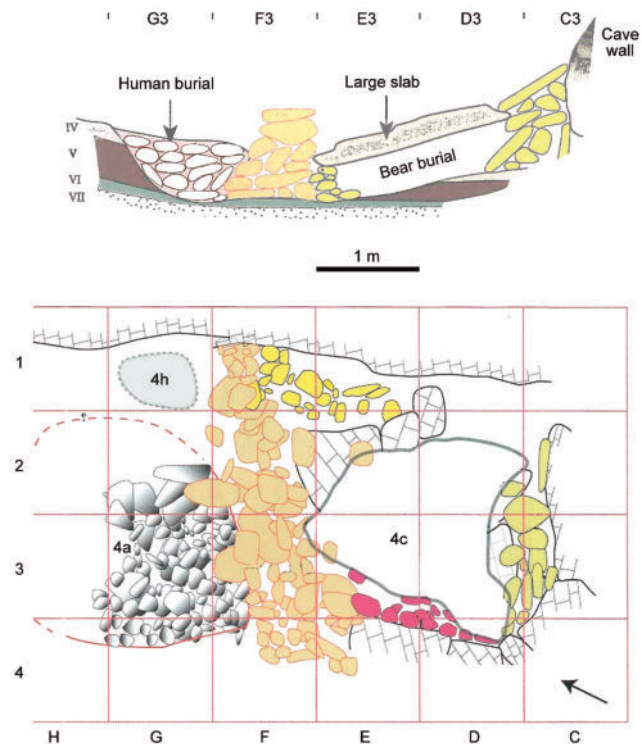 G3 F3 E3 D3 C3
Cave
wall
Human burial Large slab
IV
V
VI
VII
Bear burial
1 m
1
4h
2
4a
4c
3
4
H G F E D C